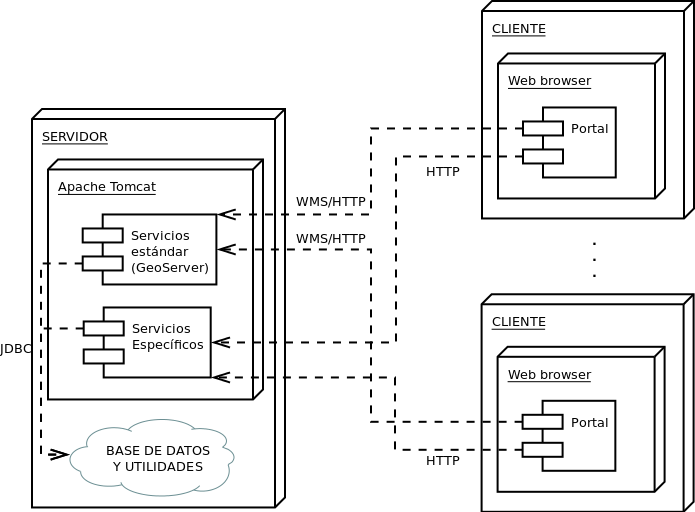 CLIENTE
Web browser
Portal
HTTP
SERVIDOR
Apache Tomcat
WMS/HTTP
Servicios
estándar
(GeoServer)
WMS/HTTP
Servicios
Específicos
JDBC
BASE DE DATOS
Y UTILIDADES
.
.
.
CLIENTE
Web browser
Portal
HTTP